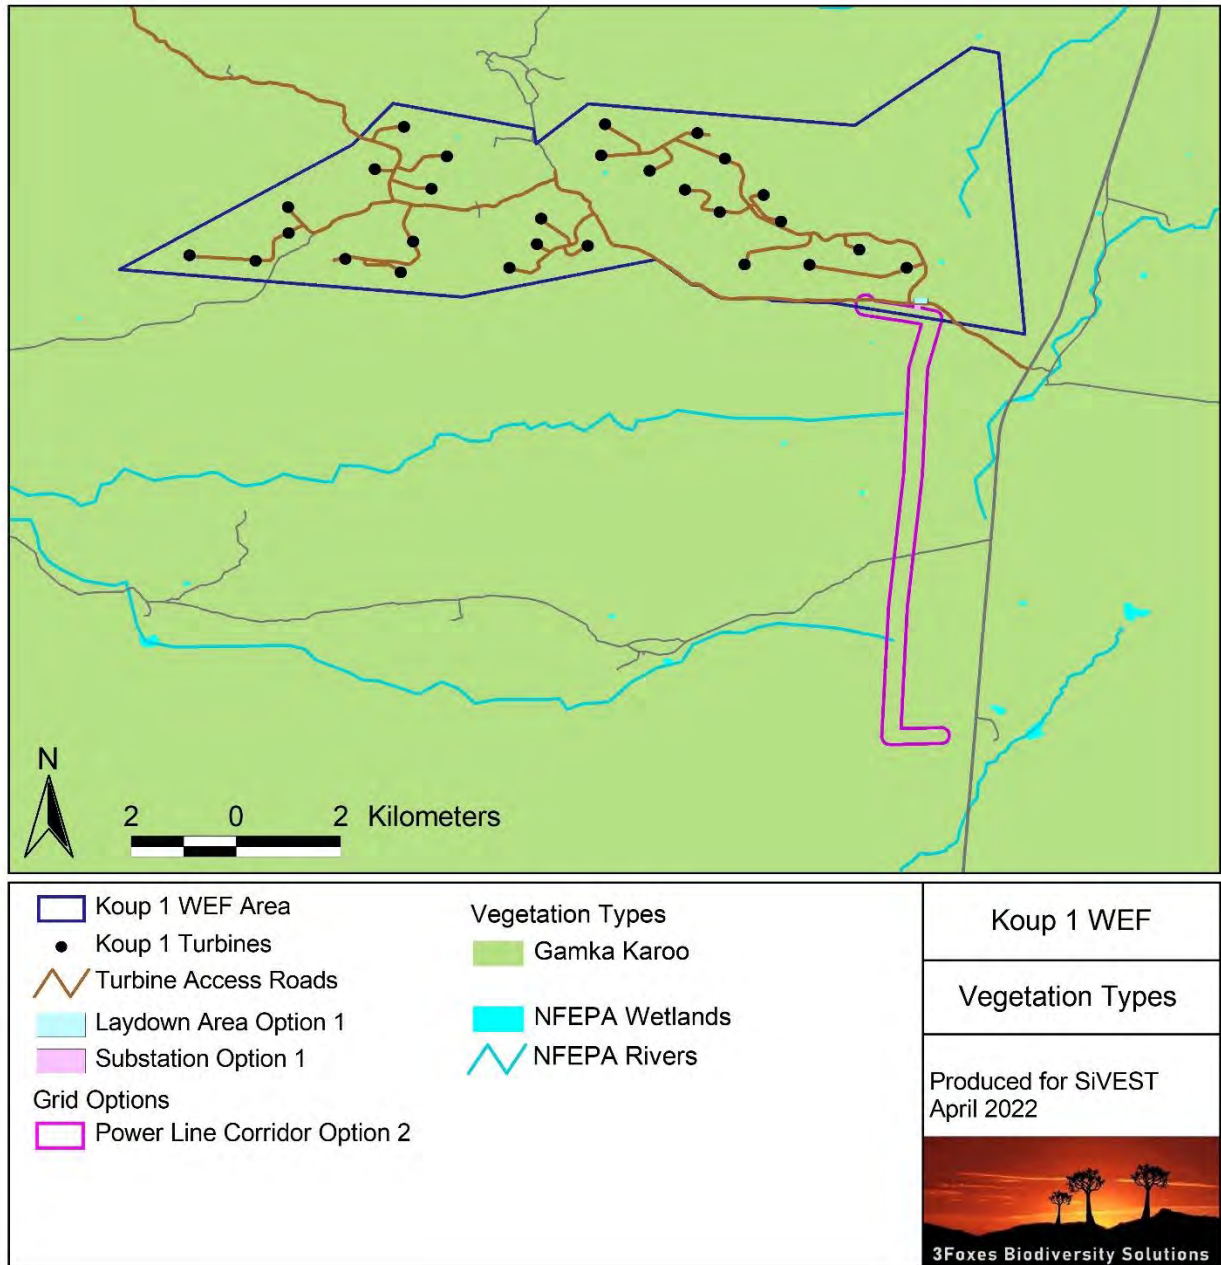 N
2 0 2 Kilometers
Koup 1 WEF Area
Koup 1 Turbines
Turbine Access Roads
Laydown Area Option 1
Substation Option 1
Grid Options
Power Line Corridor Option 2
Vegetation Types
Gamka Karoo
NFEPA Wetlands
NFEPA Rivers
Koup 1 WEF
Vegetation Types
Produced for SiVEST
April 2022
3Foxes Biodiversity Solutions